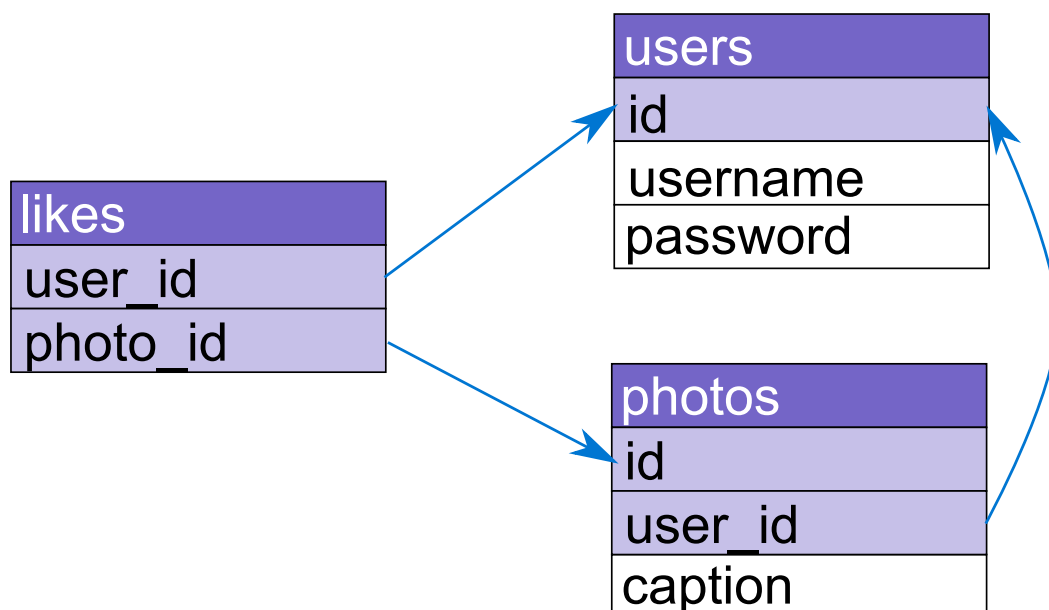 users
id
username
password
likes
user_id
photo_id
photos
id
user_id
caption